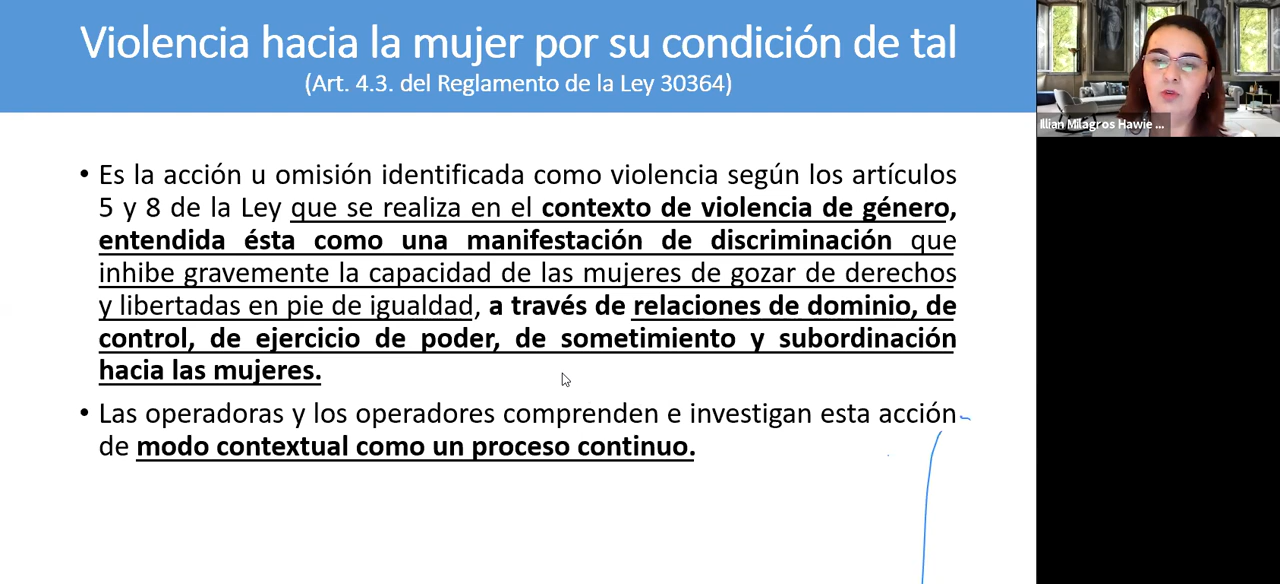 Violencia hacia la mujer por su condición de tal
(Art. 4.3. del Reglamento de la Ley 30364)
• Es la acción u omisión identificada como violencia según los artículos
5 y 8 de la Ley que se realiza en el contexto de violencia de género,
entendida ésta como una manifestación de discriminación que
inhibe gravemente la capacidad de las mujeres de gozar de derechos
y libertadas en pie de igualdad, a través de relaciones de dominio, de
control, de ejercicio de poder, de sometimiento y subordinación
hacia las mujeres.
• Las operadoras y los operadores comprenden e investigan esta acción
de modo contextual como un proceso continuo.
illian Milagros Hawie ...